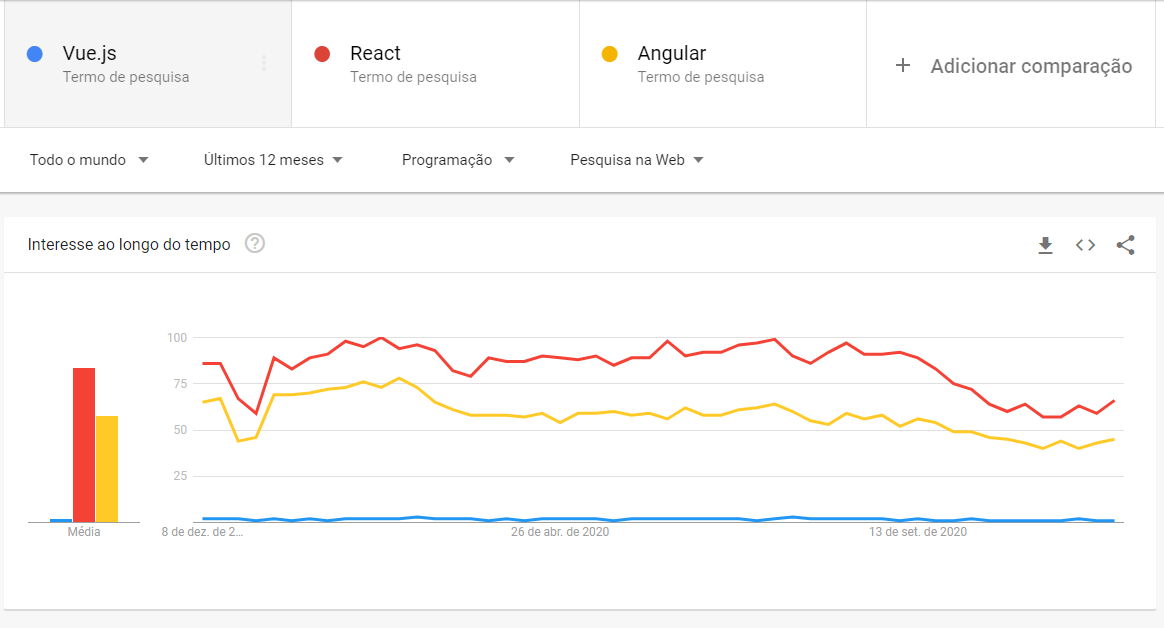 Vue.js
Termo de pesquisa
React
Termo de pesquisa
Angular
Termo de pesquisa
+ Adicionar comparação
Todo o mundo
Últimos 12 meses
Programação
Pesquisa na Web
Interesse ao longo do tempo
?
100
75
50
25
Média
8 de dez. de 2...
26 de abr. de 2020
13 de set. de 2020